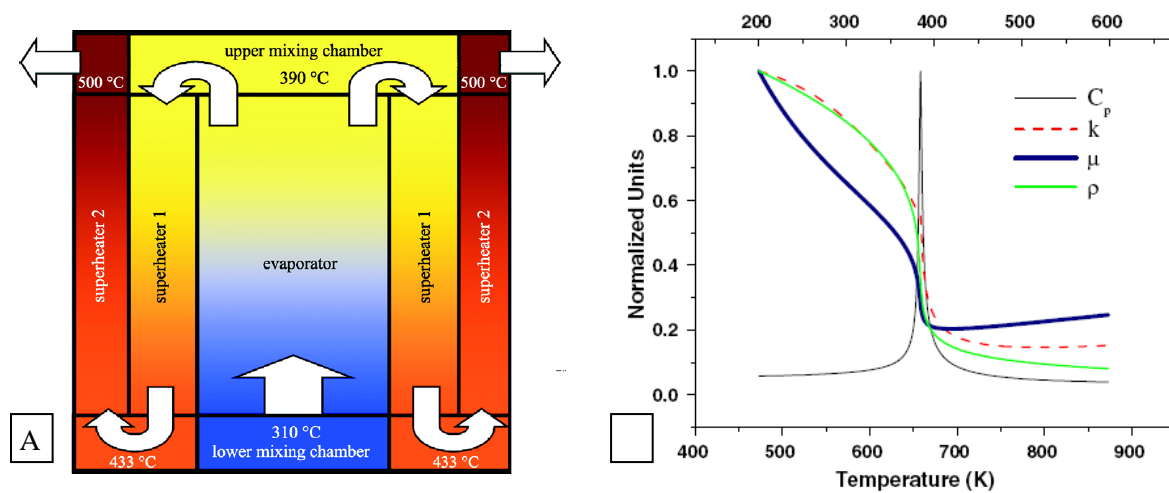 upper mixing chamber
390 °C
500 °C
500 °C
superheater 2
superheater 1
evaporator
superheater 1
superheater 2
433 °C
310 °C
lower mixing chamber
433 °C
A
200 300 400 500 600
Normalized Units
1.0
0.8
0.6
0.4
0.2
0.0
Cp
k
μ
ρ
400 500 600 700 800 900
Temperature (K)